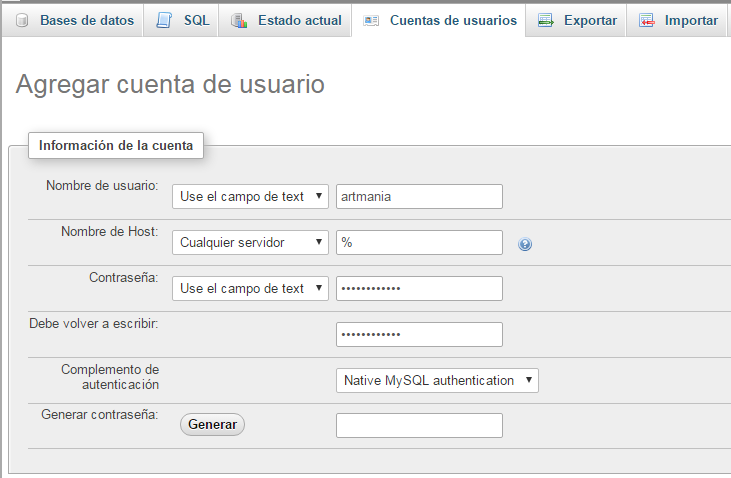 Bases de datos SQL Estado actual Cuentas de usuarios Exportar Importar
Agregar cuenta de usuario
Información de la cuenta
Nombre de usuario: Use el campo de text artmania
Nombre de Host: Cualquier servidor %
Contraseña: Use el campo de text ••••••••••••
Debe volver a escribir: ••••••••••••
Complemento de
autenticación Native MySQL authentication
Generar contraseña: Generar